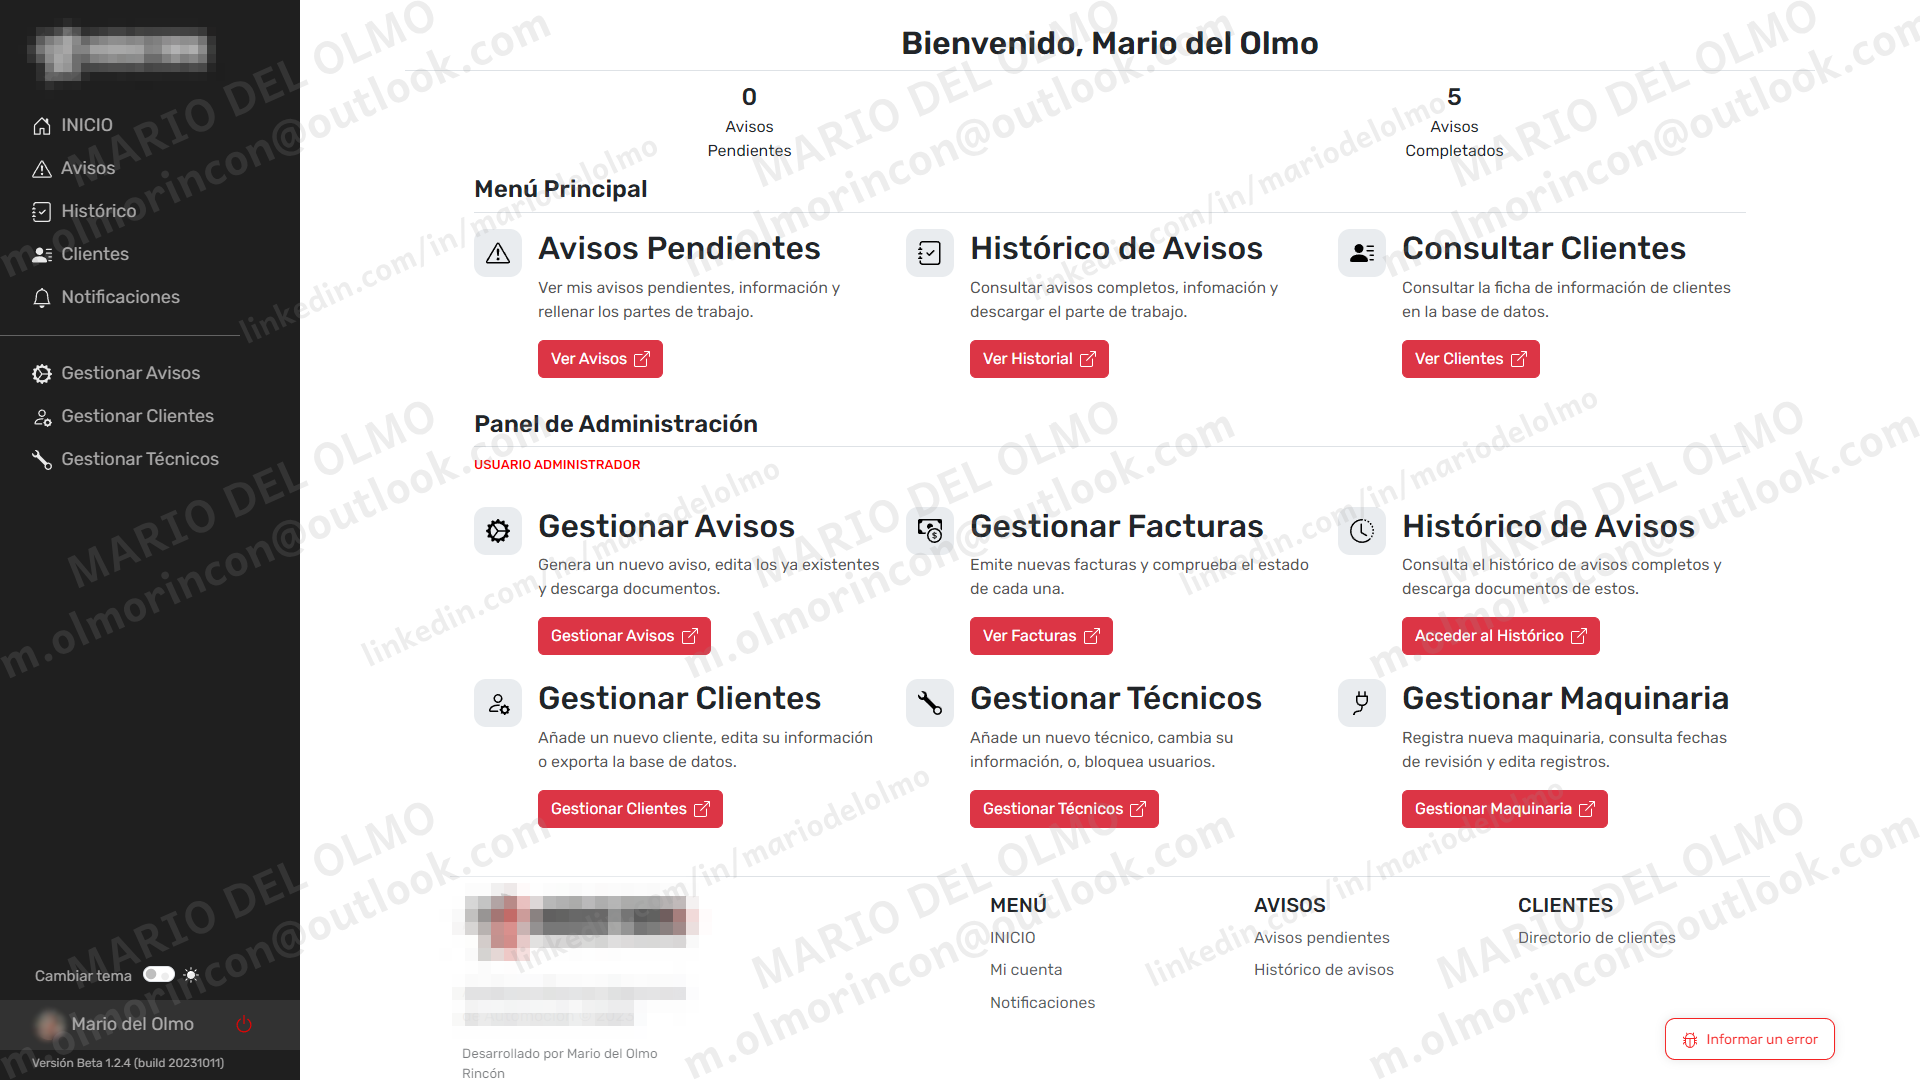 INICIO
Avisos
Histórico
Clientes
Notificaciones
Gestionar Avisos
Gestionar Clientes
Gestionar Técnicos
Cambiar tema
Mario del Olmo
Versión Beta 1.2.4 (build 20231011)
Bienvenido, Mario del Olmo
0
Avisos
Pendientes
5
Avisos
Completados
Menú Principal
Avisos Pendientes
Ver mis avisos pendientes, información y
rellenar los partes de trabajo.
Ver Avisos
Histórico de Avisos
Consultar avisos completos, infomación y
descargar el parte de trabajo.
Ver Historial
Consultar Clientes
Consultar la ficha de información de clientes
en la base de datos.
Ver Clientes
Panel de Administración
USUARIO ADMINISTRADOR
Gestionar Avisos
Genera un nuevo aviso, edita los ya existentes
y descarga documentos.
Gestionar Avisos
Gestionar Facturas
Emite nuevas facturas y comprueba el estado
de cada una.
Ver Facturas
Histórico de Avisos
Consulta el histórico de avisos completos y
descarga documentos de estos.
Acceder al Histórico
Gestionar Clientes
Añade un nuevo cliente, edita su información
o exporta la base de datos.
Gestionar Clientes
Gestionar Técnicos
Añade un nuevo técnico, cambia su
información, o, bloquea usuarios.
Gestionar Técnicos
Gestionar Maquinaria
Registra nueva maquinaria, consulta fechas
de revisión y edita registros.
Gestionar Maquinaria
Desarrollado por Mario del Olmo
Rincón
MENÚ
INICIO
Mi cuenta
Notificaciones
AVISOS
Avisos pendientes
Histórico de avisos
CLIENTES
Directorio de clientes
Informar un error
MARIO DEL OLMO
m.olmorincon@outlook.com
linkedin.com/in/mariodelolmo